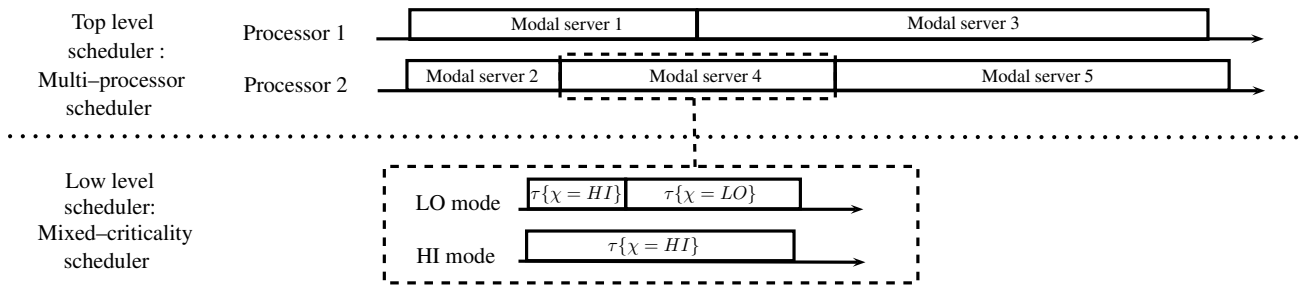 Top level
scheduler :
Multi–processor
scheduler
Processor 1
Modal server 1
Modal server 3
Processor 2
Modal server 2
Modal server 4
Modal server 5
Low level
scheduler:
Mixed–criticality
scheduler
LO mode
τ{χ = HI}
τ{χ = LO}
HI mode
τ{χ = HI}